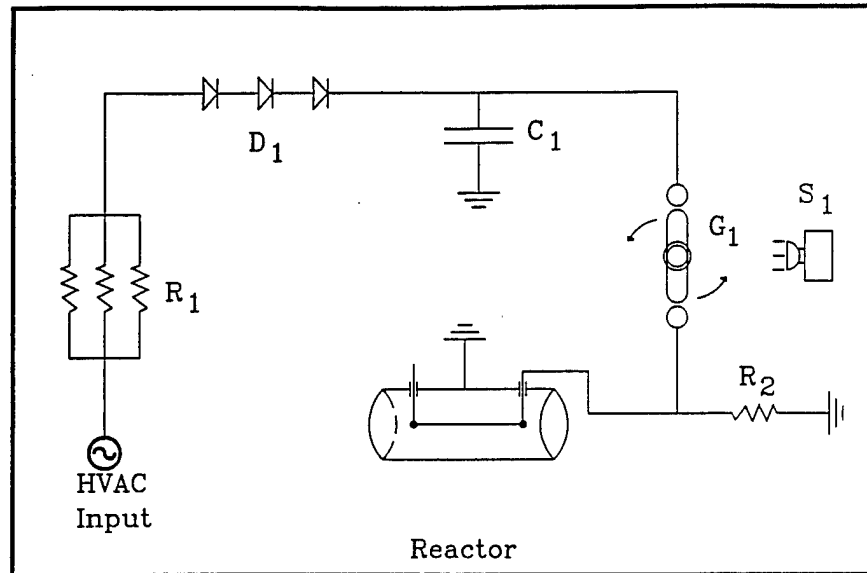 D1
C1
S1
G1
R1
R2
HVAC
Input
Reactor